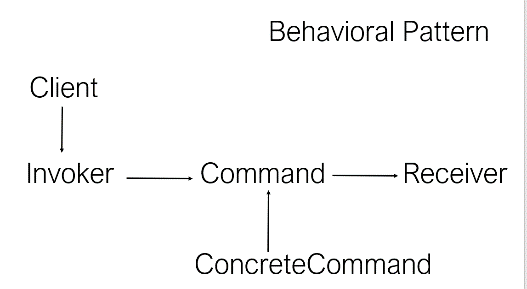 Behavioral Pattern
Client
Invoker Command Receiver
ConcreteCommand